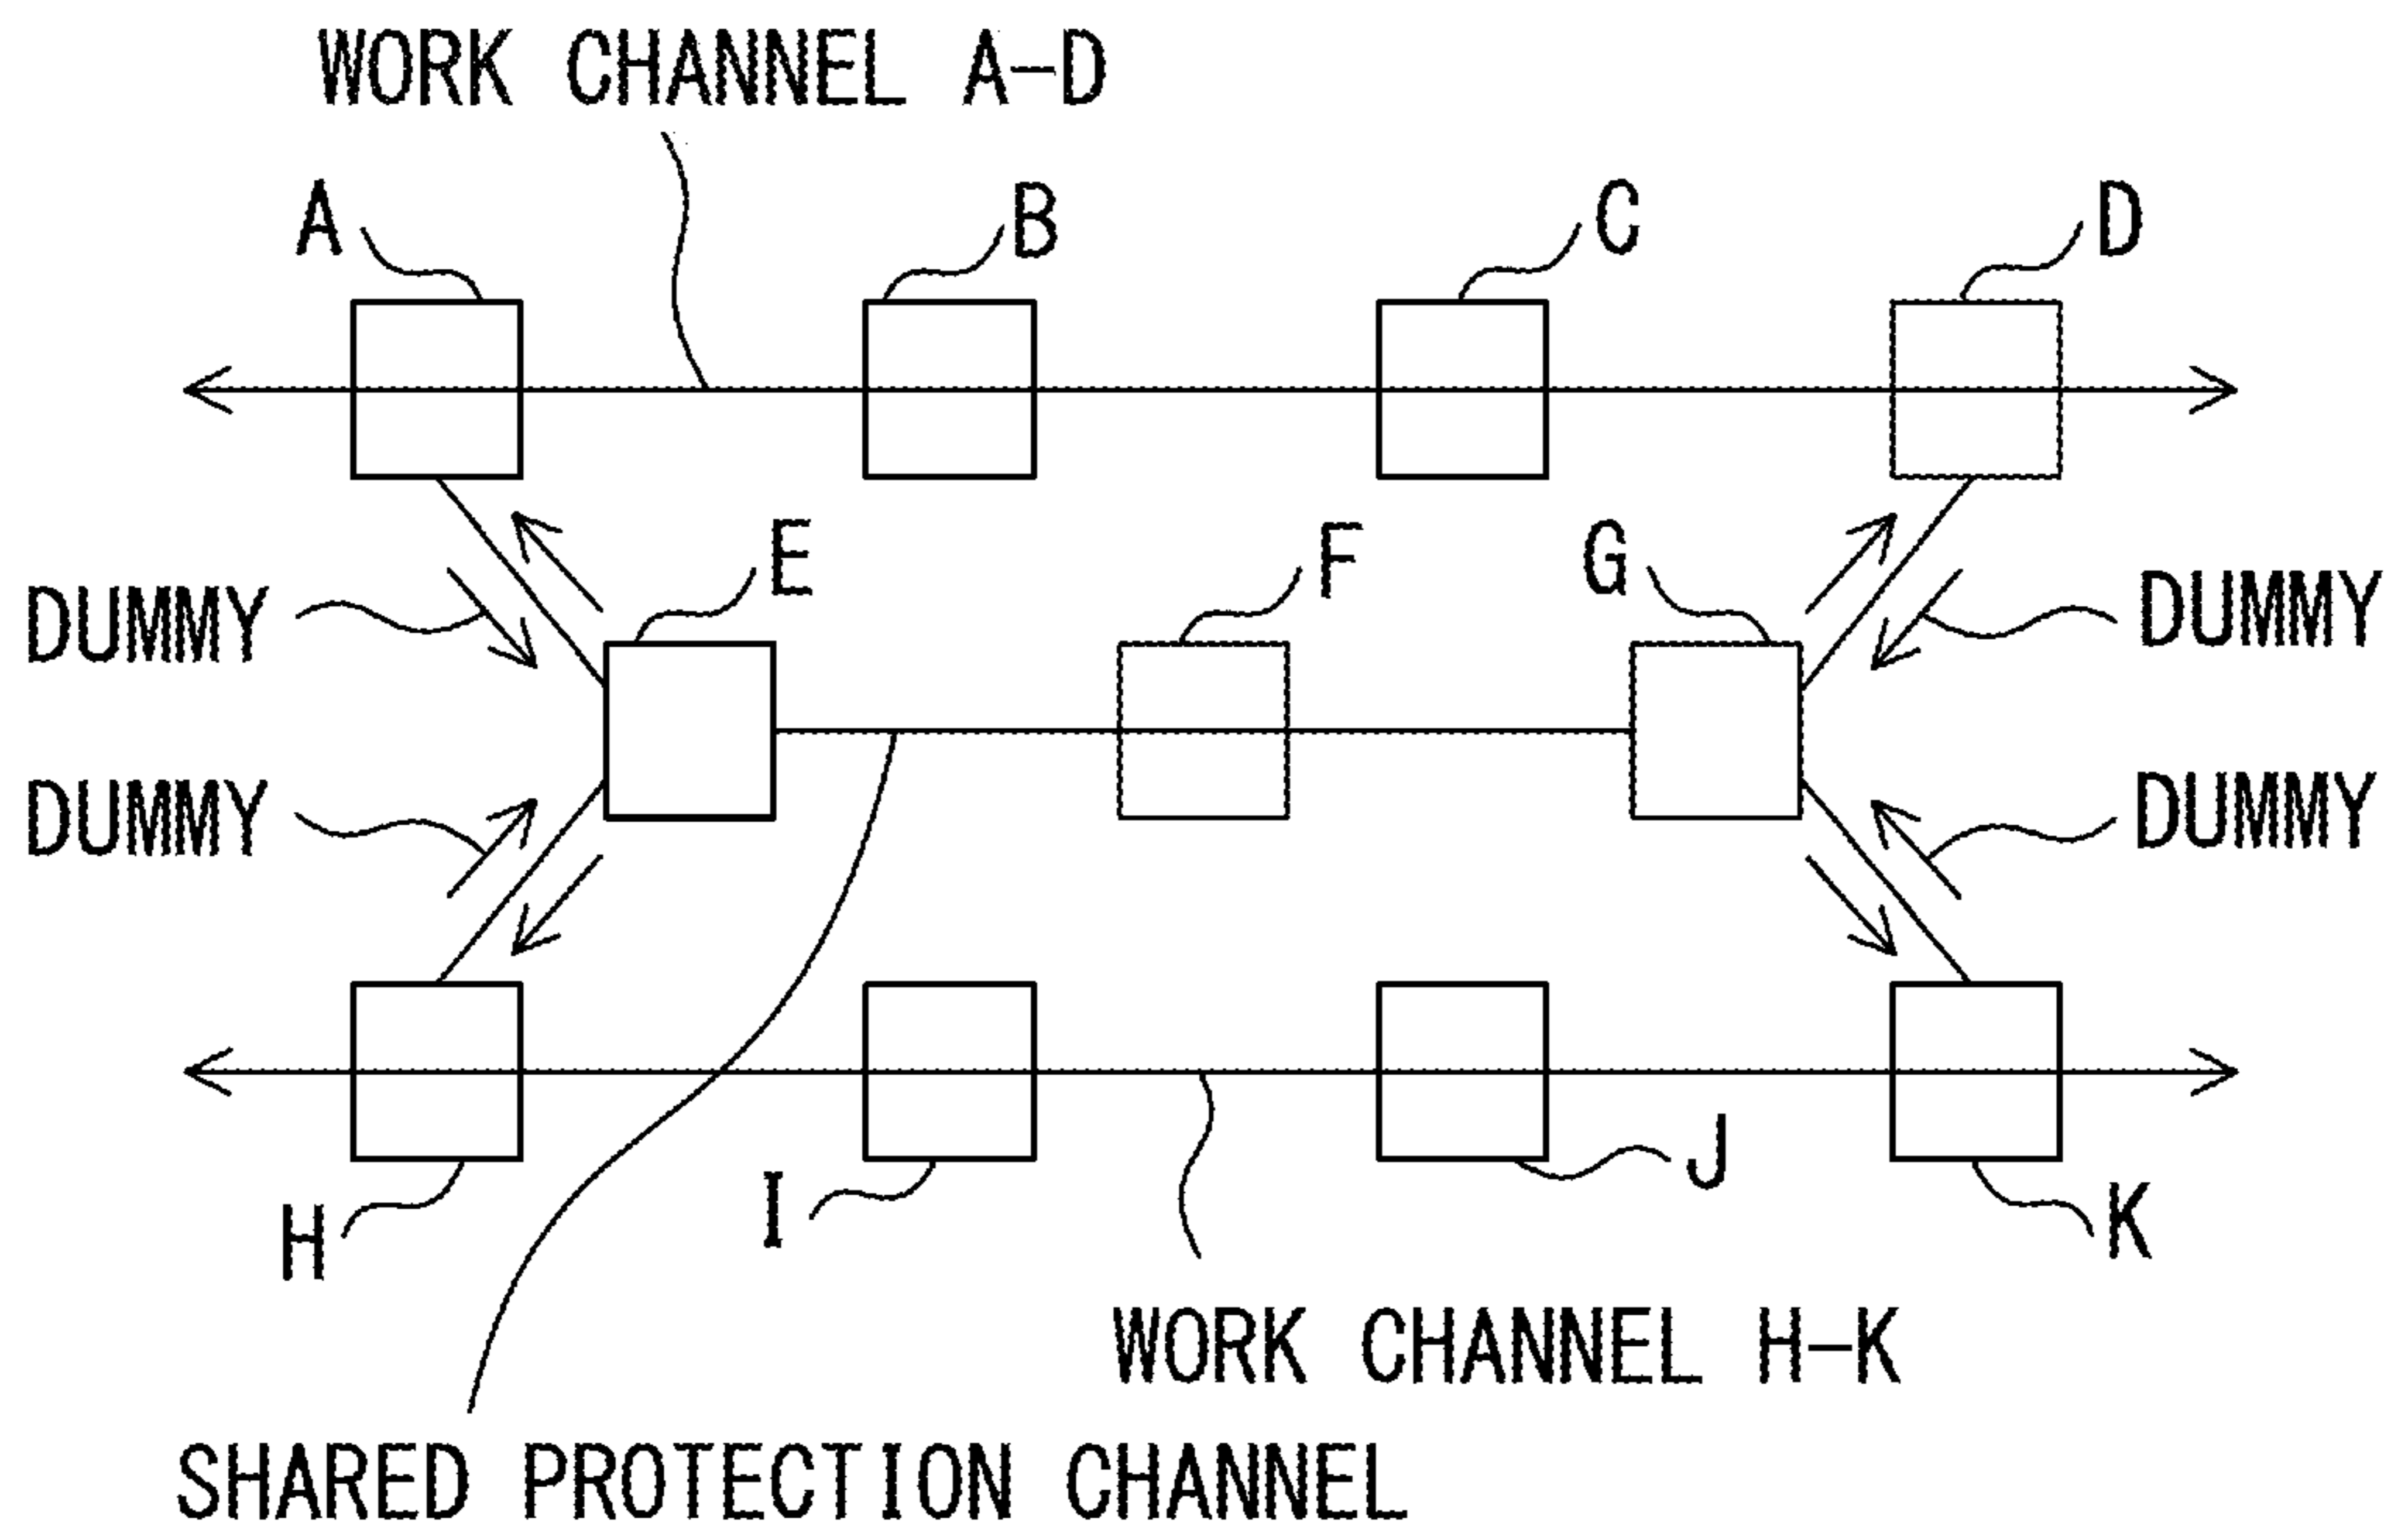 WORK CHANNEL A-D
A
B
C
D
E
F
G
DUMMY
DUMMY
DUMMY
DUMMY
H
I
J
K
WORK CHANNEL H-K
SHARED PROTECTION CHANNEL